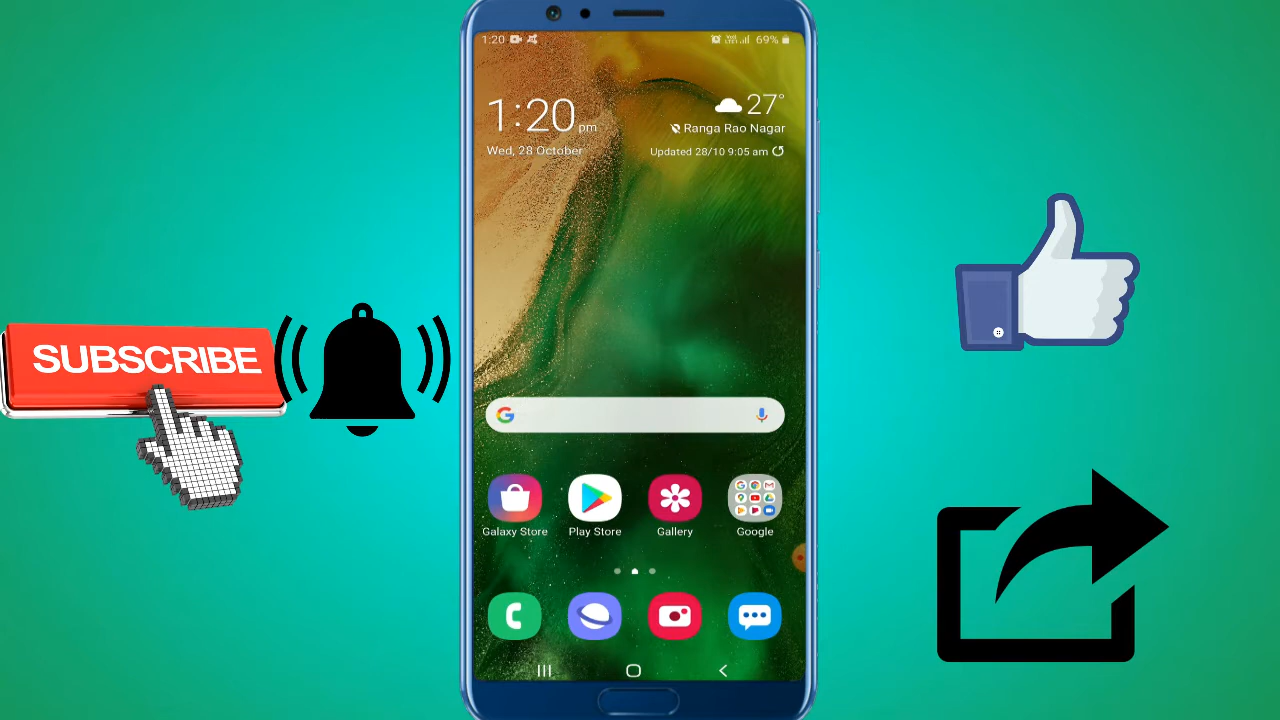 1:20
69%
1:20 pm
27°
Ranga Rao Nagar
Wed, 28 October
Updated 28/10 9:05 am
SUBSCRIBE
Galaxy Store
Play Store
Gallery
Google